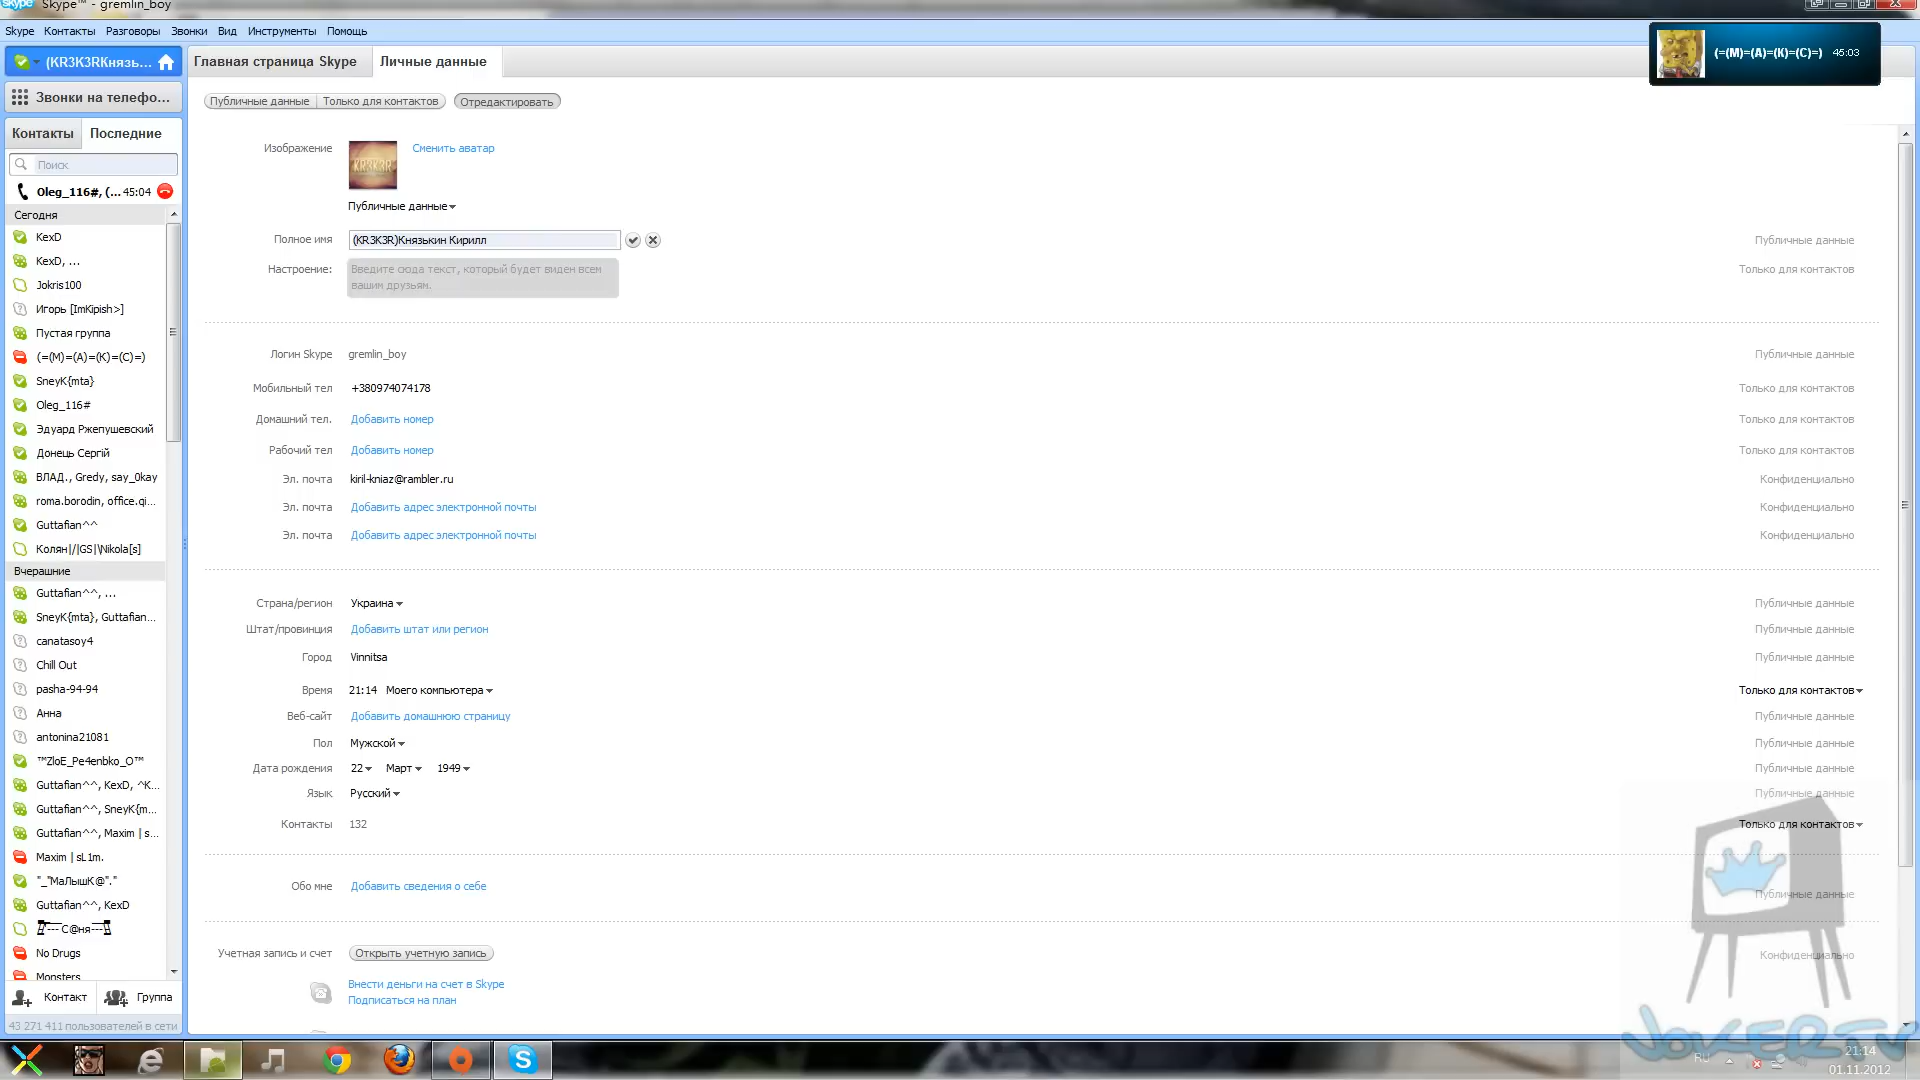 Skype™ - gremlin_boy
Skype Контакты Разговоры Звонки Вид Инструменты Помощь
(KR3K3RКнязь...
Главная страница Skype
Личные данные
(=(M)=(A)=(K)=(C)=) 45:03
Звонки на телефо...
Публичные данные Только для контактов Отредактировать
Контакты Последние
Поиск
Oleg_116#, (... 45:04
Сегодня
KexD
KexD, ...
Jokris100
Игорь [ImKipish>]
Пустая группа
(=(M)=(A)=(K)=(C)=)
SneyK{mta}
Oleg_116#
Эдуард Ржепушевский
Донець Сергій
ВЛАД., Gredy, say_0kay
roma.borodin, office.qi...
Guttafian^^
Колян|/|GS|\Nikola[s]
Вчерашние
Guttafian^^, ...
SneyK{mta}, Guttafian...
canatasoy4
Chill Out
pasha-94-94
Анна
antonina21081
™ZloE_Pe4enbko_O™
Guttafian^^, KexD, ^K...
Guttafian^^, SneyK{m...
Guttafian^^, Maxim | s...
Maxim | sL1m.
"_"МаЛышК@"."
Guttafian^^, KexD
No Drugs
Monsters
Контакт Группа
43 271 411 пользователей в сети
Изображение
KR3K3R
Сменить аватар
Публичные данные
Полное имя (KR3K3R)Князькин Кирилл Публичные данные
Настроение: Введите сюда текст, который будет виден всем Только для контактов
вашим друзьям.
Логин Skype gremlin_boy Публичные данные
Мобильный тел +380974074178 Только для контактов
Домашний тел. Добавить номер Только для контактов
Рабочий тел Добавить номер Только для контактов
Эл. почта kiril-kniaz@rambler.ru Конфиденциально
Эл. почта Добавить адрес электронной почты Конфиденциально
Эл. почта Добавить адрес электронной почты Конфиденциально
Страна/регион Украина Публичные данные
Штат/провинция Добавить штат или регион Публичные данные
Город Vinnitsa Публичные данные
Время 21:14 Моего компьютера Только для контактов
Веб-сайт Добавить домашнюю страницу Публичные данные
Пол Мужской Публичные данные
Дата рождения 22 Март 1949 Публичные данные
Язык Русский Публичные данные
Контакты 132 Только для контактов
Обо мне Добавить сведения о себе Публичные данные
Учетная запись и счет Открыть учетную запись Конфиденциально
Внести деньги на счет в Skype
Подписаться на план
JokerTV
RU
21:14
01.11.2012